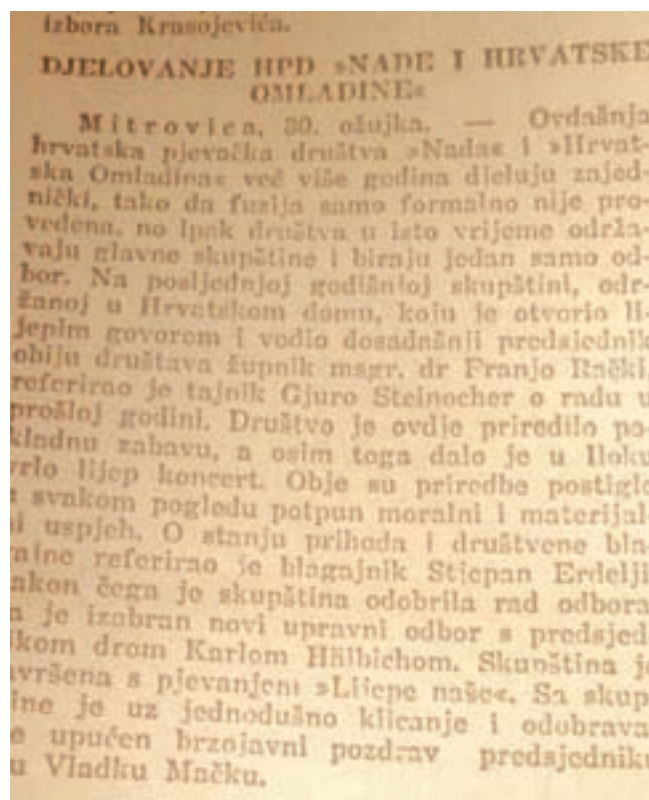 izbora Krasojevića.
DJELOVANJE HPD »NADE I HRVATSKE
OMLADINE«
Mitrovica, 30. ožujka. — Ovdašnja
hrvatska pjevačka društva »Nada« i »Hrvat-
ska Omladina« već više godina djeluju zajed-
nički, tako da fuzija samo formalno nije pro-
vedena, no ipak društva u isto vrijeme održa-
vaju glavne skupštine i biraju jedan samo od-
bor. Na posljednjoj godišnjoj skupštini, odr-
žanoj u Hrvatskom domu, koju je otvorio li-
jepim govorom i vodio dosadašnji predsjednik
obiju društava župnik msgr. dr Franjo Rački,
referirao je tajnik Gjuro Steinocher o radu u
prošloj godini. Društvo je ovdje priredilo po-
kladnu zabavu, a osim toga dalo je u Iloku
vrlo lijep koncert. Obje su priredbe postigle
u svakom pogledu potpun moralni i materijal-
ni uspjeh. O stanju prihoda i društvene bla-
gajne referirao je blagajnik Stjepan Erdelji
akon čega je skupština odobrila rad odbora
a je izabran novi upravni odbor s predsjed-
ikom drom Karlom Hälbichom. Skupština j
avršena s pjevanjem »Lijepe naše«. Sa skup
ine je uz jednodušno klicanje i odobrava
e upućen brzojavni pozdrav predsjedniku
u Vladku Mačku.